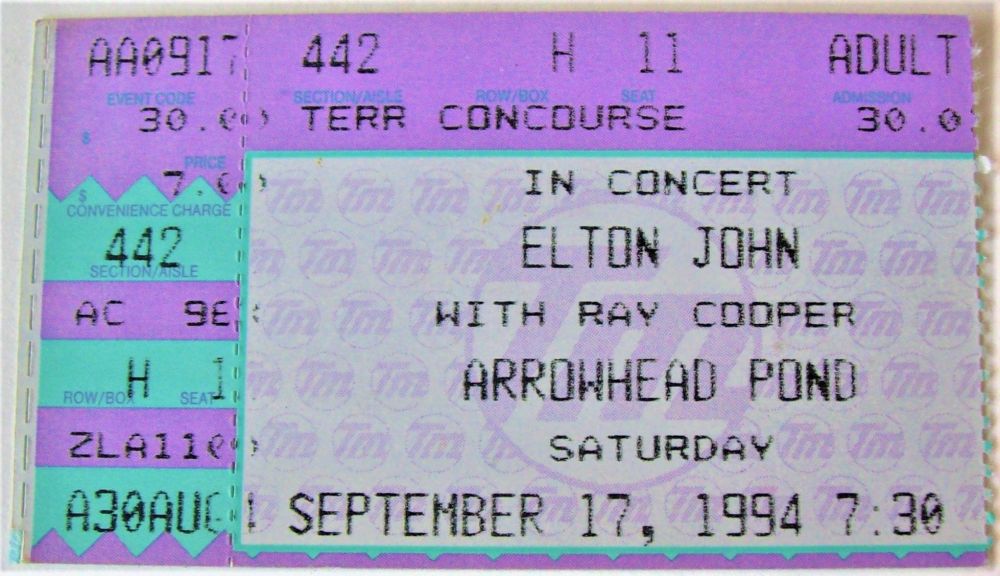 AA0917 442 H 11 ADULT
EVENT CODE SECTION/AISLE ROW/BOX SEAT ADMISSION
$ 30.00 TERR CONCOURSE 30.0
PRICE
$ 7.0
CONVENIENCE CHARGE
442
SECTION/AISLE
AC 9E
H 1
ROW/BOX SEAT
ZLA110
A30AUG
IN CONCERT
ELTON JOHN
WITH RAY COOPER
ARROWHEAD POND
SATURDAY
SEPTEMBER 17, 1994 7:30